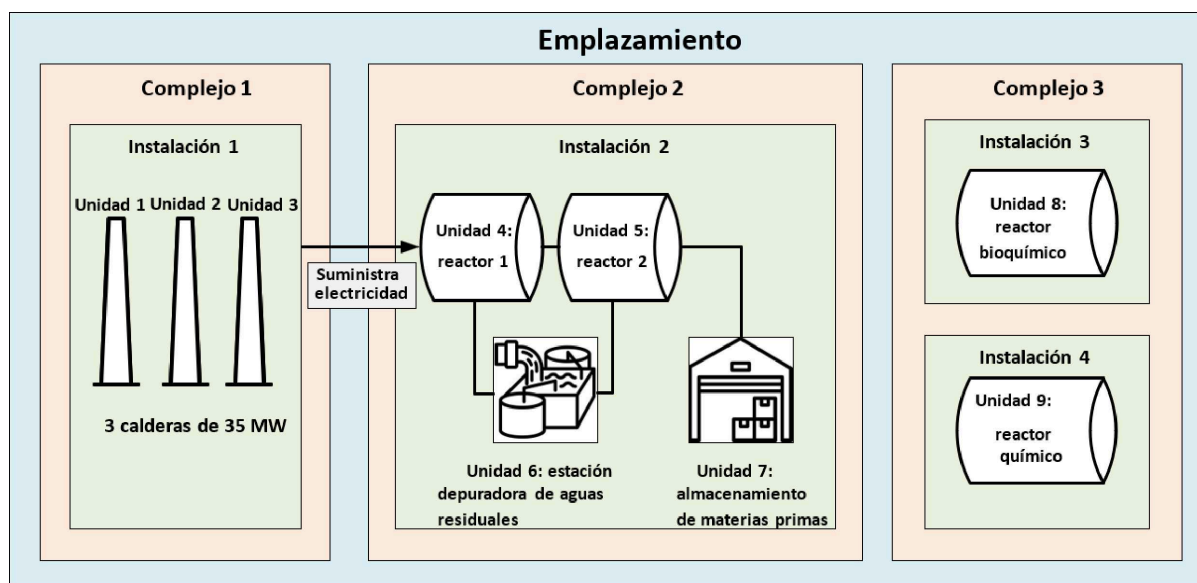 Emplazamiento
Complejo 1
Instalación 1
Unidad 1
Unidad 2
Unidad 3
3 calderas de 35 MW
Suministra
electricidad
Complejo 2
Instalación 2
Unidad 4:
reactor 1
Unidad 5:
reactor 2
Unidad 6: estación
depuradora de aguas
residuales
Unidad 7:
almacenamiento
de materias primas
Complejo 3
Instalación 3
Unidad 8:
reactor
bioquímico
Instalación 4
Unidad 9:
reactor
químico